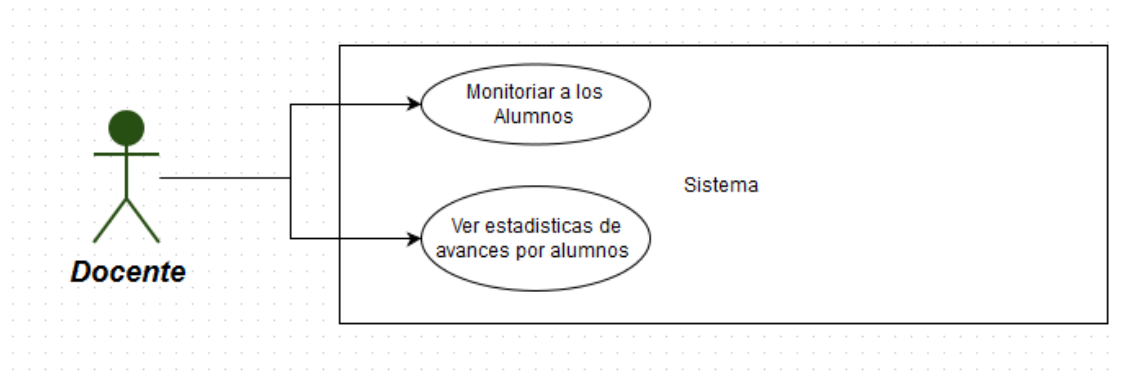 Monitoriar a los
Alumnos
Sistema
Ver estadisticas de
avances por alumnos
Docente